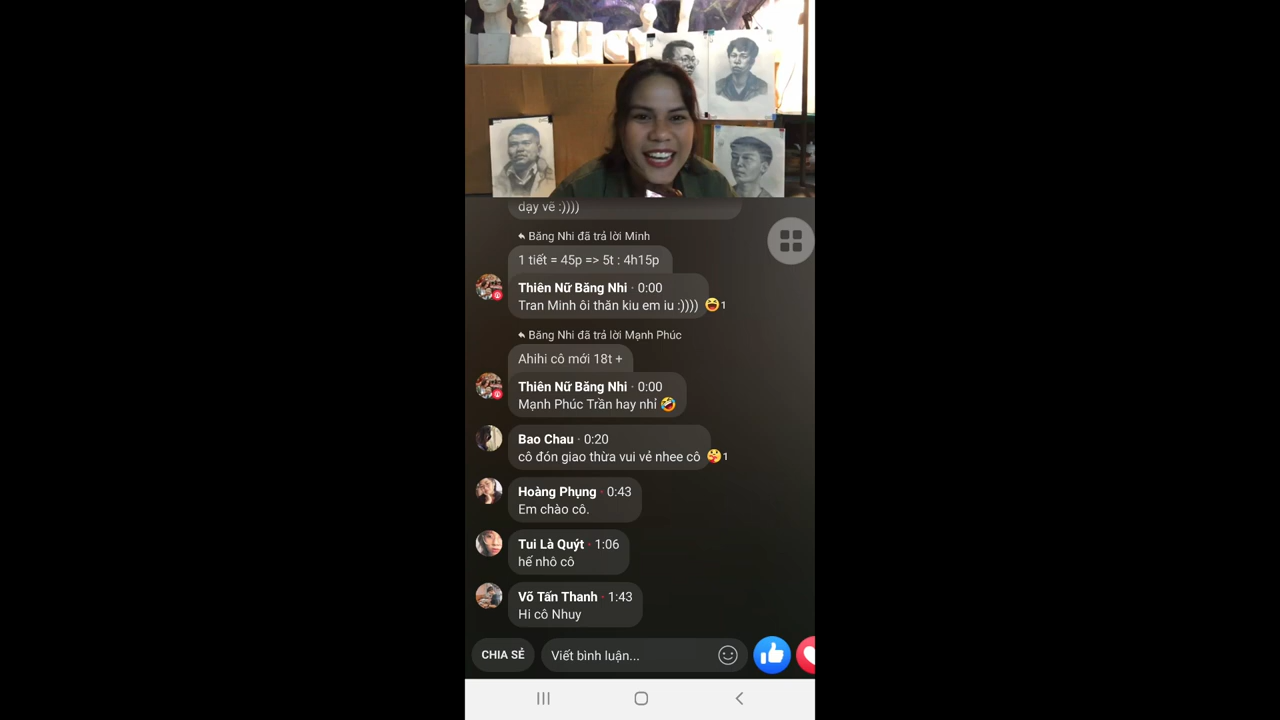 dạy vẽ :))))
Băng Nhi đã trả lời Minh
1 tiết = 45p => 5t : 4h15p
Thiên Nữ Băng Nhi · 0:00
Tran Minh ôi thăn kiu em iu :)))) 1
Băng Nhi đã trả lời Mạnh Phúc
Ahihi cô mới 18t +
Thiên Nữ Băng Nhi · 0:00
Mạnh Phúc Trần hay nhỉ 🤣
Bao Chau · 0:20
cô đón giao thừa vui vẻ nhee cô 1
Hoàng Phụng · 0:43
Em chào cô.
Tui Là Quýt · 1:06
hế nhô cô
Võ Tấn Thanh · 1:43
Hi cô Nhuy
CHIA SẺ
Viết bình luận...